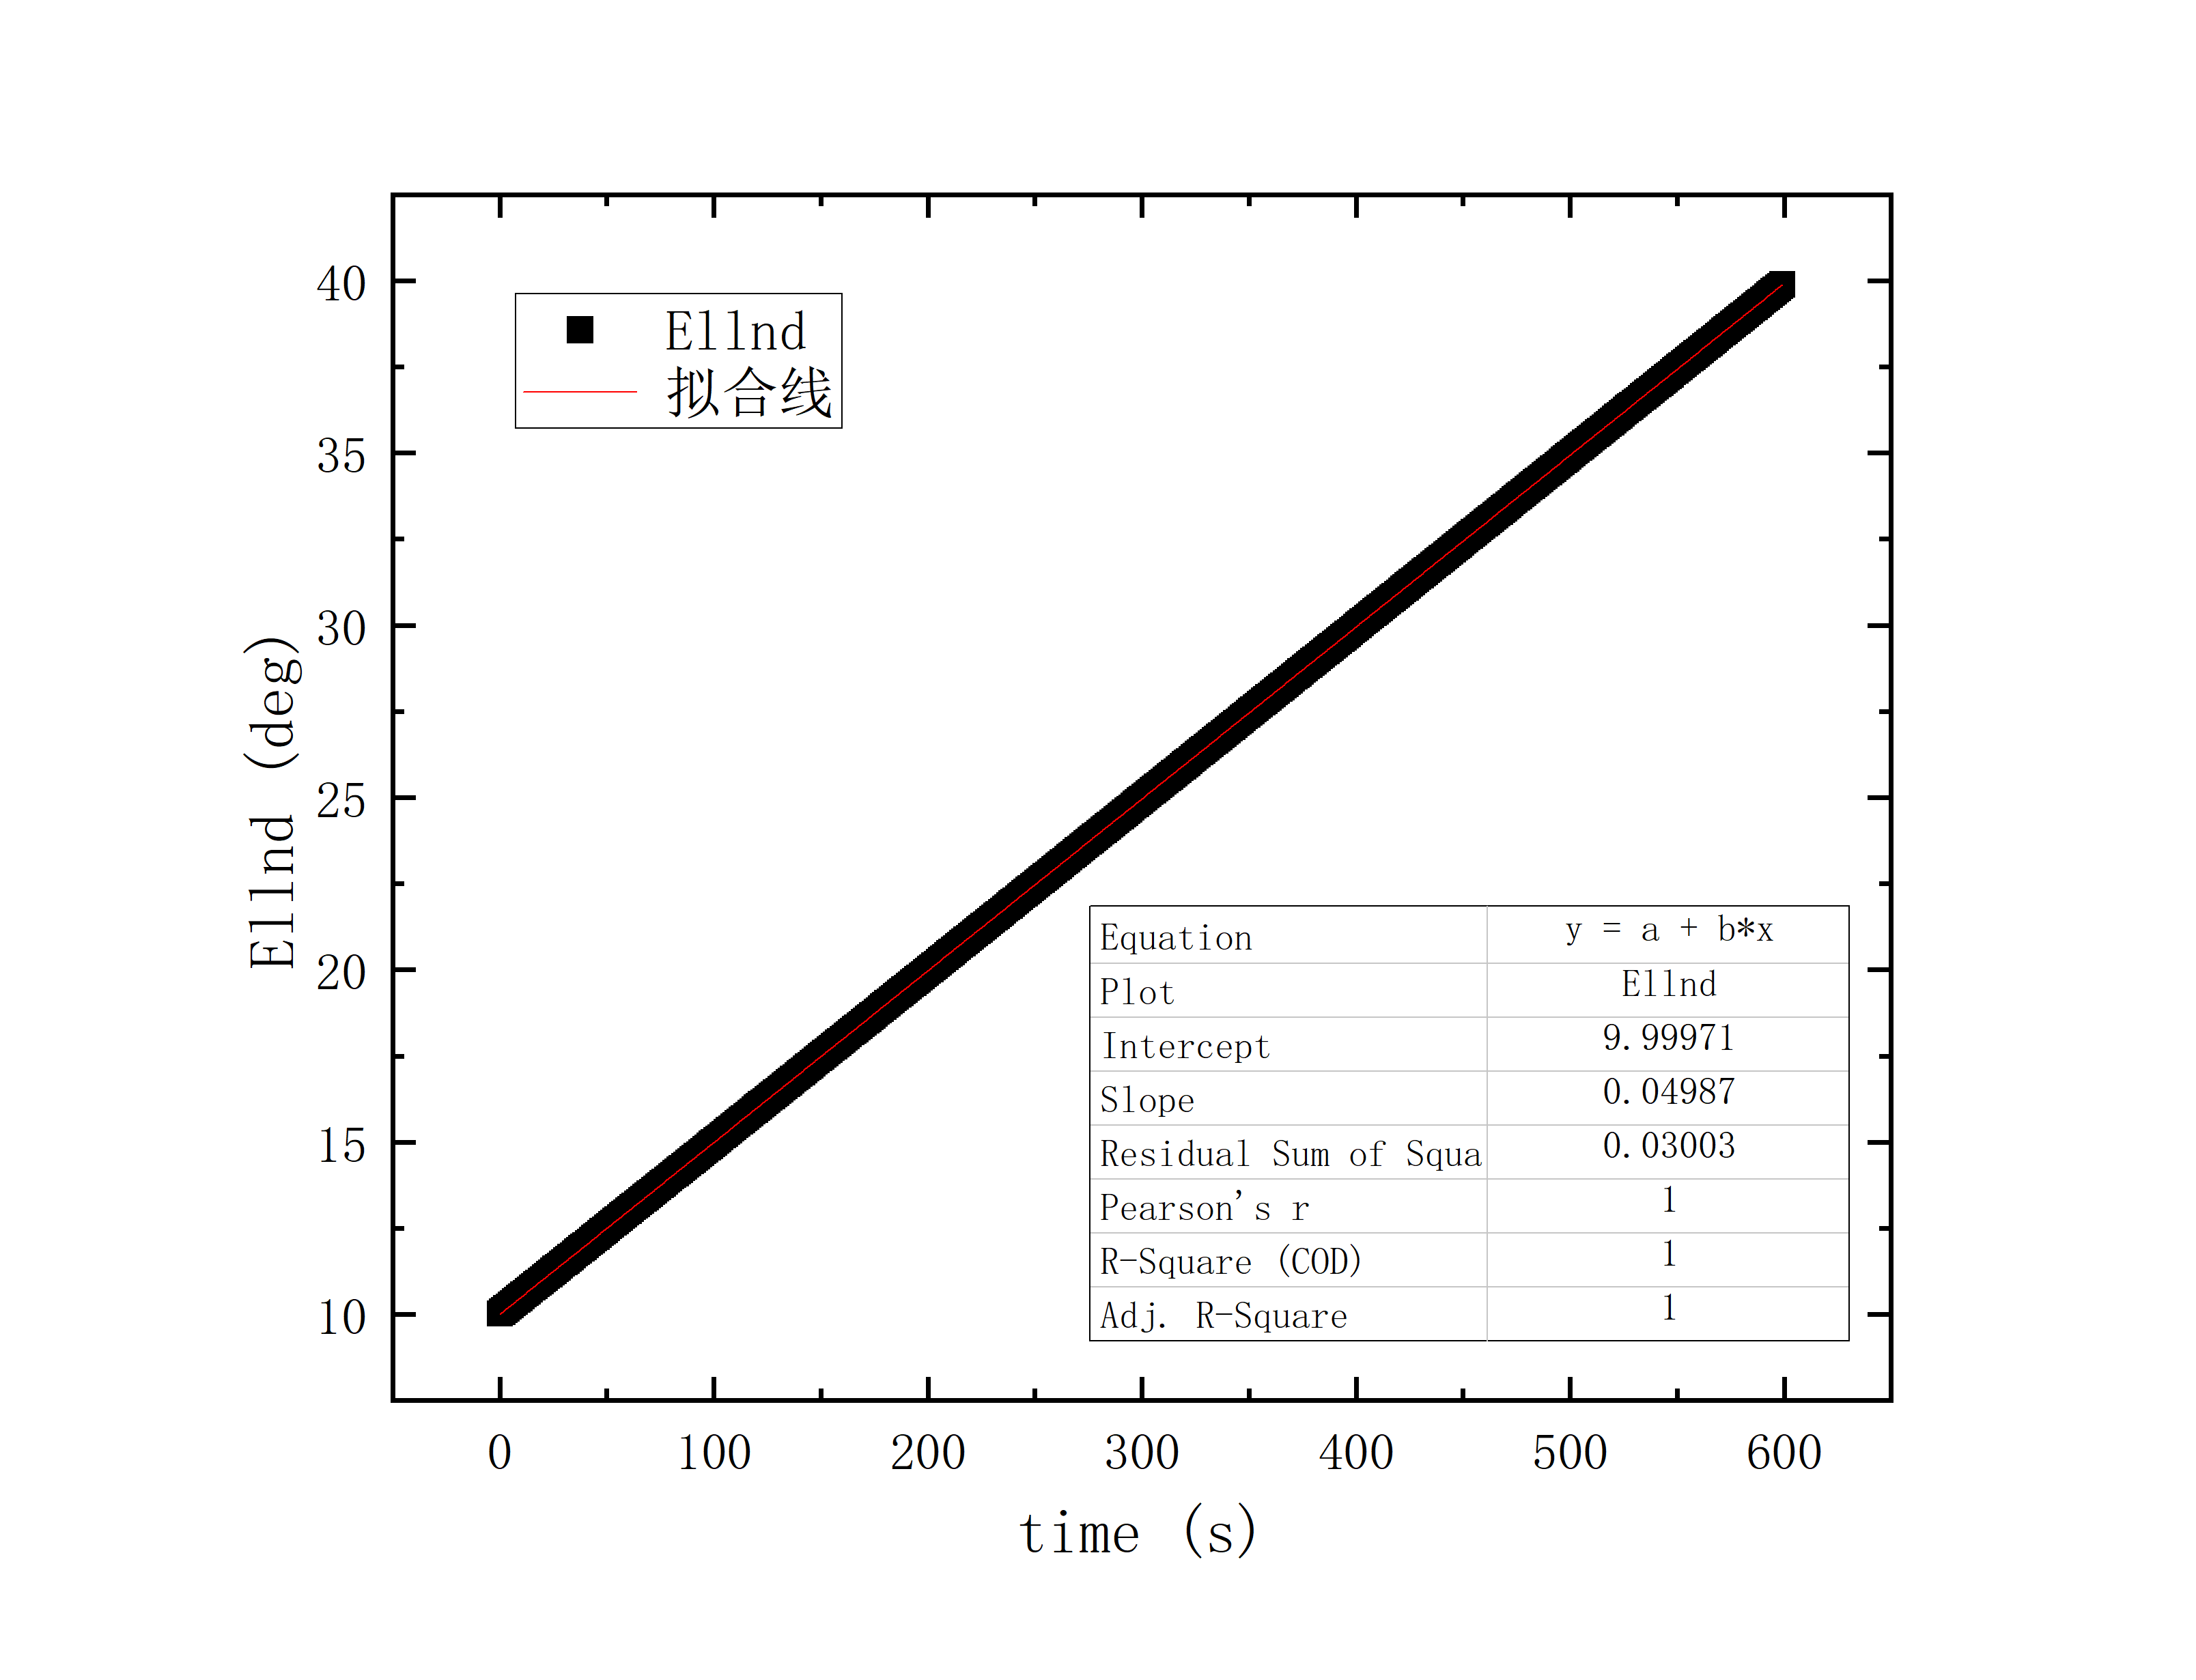 40
35
30
25
20
15
10
Ellnd (deg)
Ellnd
拟合线
Equation y = a + b*x
Plot Ellnd
Intercept 9.99971
Slope 0.04987
Residual Sum of Squa 0.03003
Pearson's r 1
R-Square (COD) 1
Adj. R-Square 1
0 100 200 300 400 500 600
time (s)